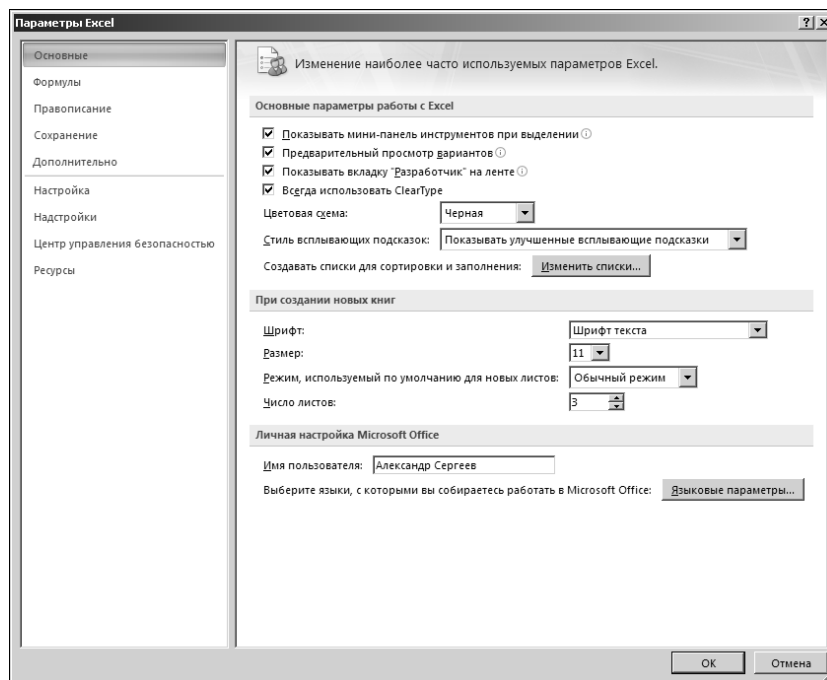 Параметры Excel
Основные
Формулы
Правописание
Сохранение
Дополнительно
Настройка
Надстройки
Центр управления безопасностью
Ресурсы
Изменение наиболее часто используемых параметров Excel.
Основные параметры работы с Excel
Показывать мини-панель инструментов при выделении
Предварительный просмотр вариантов
Показывать вкладку "Разработчик" на ленте
Всегда использовать ClearType
Цветовая схема: Черная
Стиль всплывающих подсказок: Показывать улучшенные всплывающие подсказки
Создавать списки для сортировки и заполнения: Изменить списки...
При создании новых книг
Шрифт: Шрифт текста
Размер: 11
Режим, используемый по умолчанию для новых листов: Обычный режим
Число листов: 3
Личная настройка Microsoft Office
Имя пользователя: Александр Сергеев
Выберите языки, с которыми вы собираетесь работать в Microsoft Office: Языковые параметры...
ОК Отмена